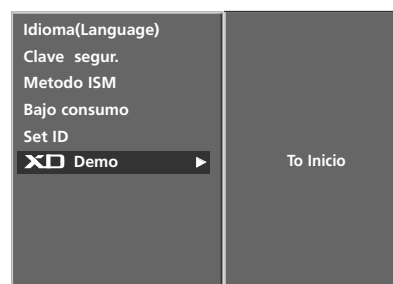 Idioma(Language)
Clave segur.
Metodo ISM
Bajo consumo
Set ID
XD Demo
To Inicio